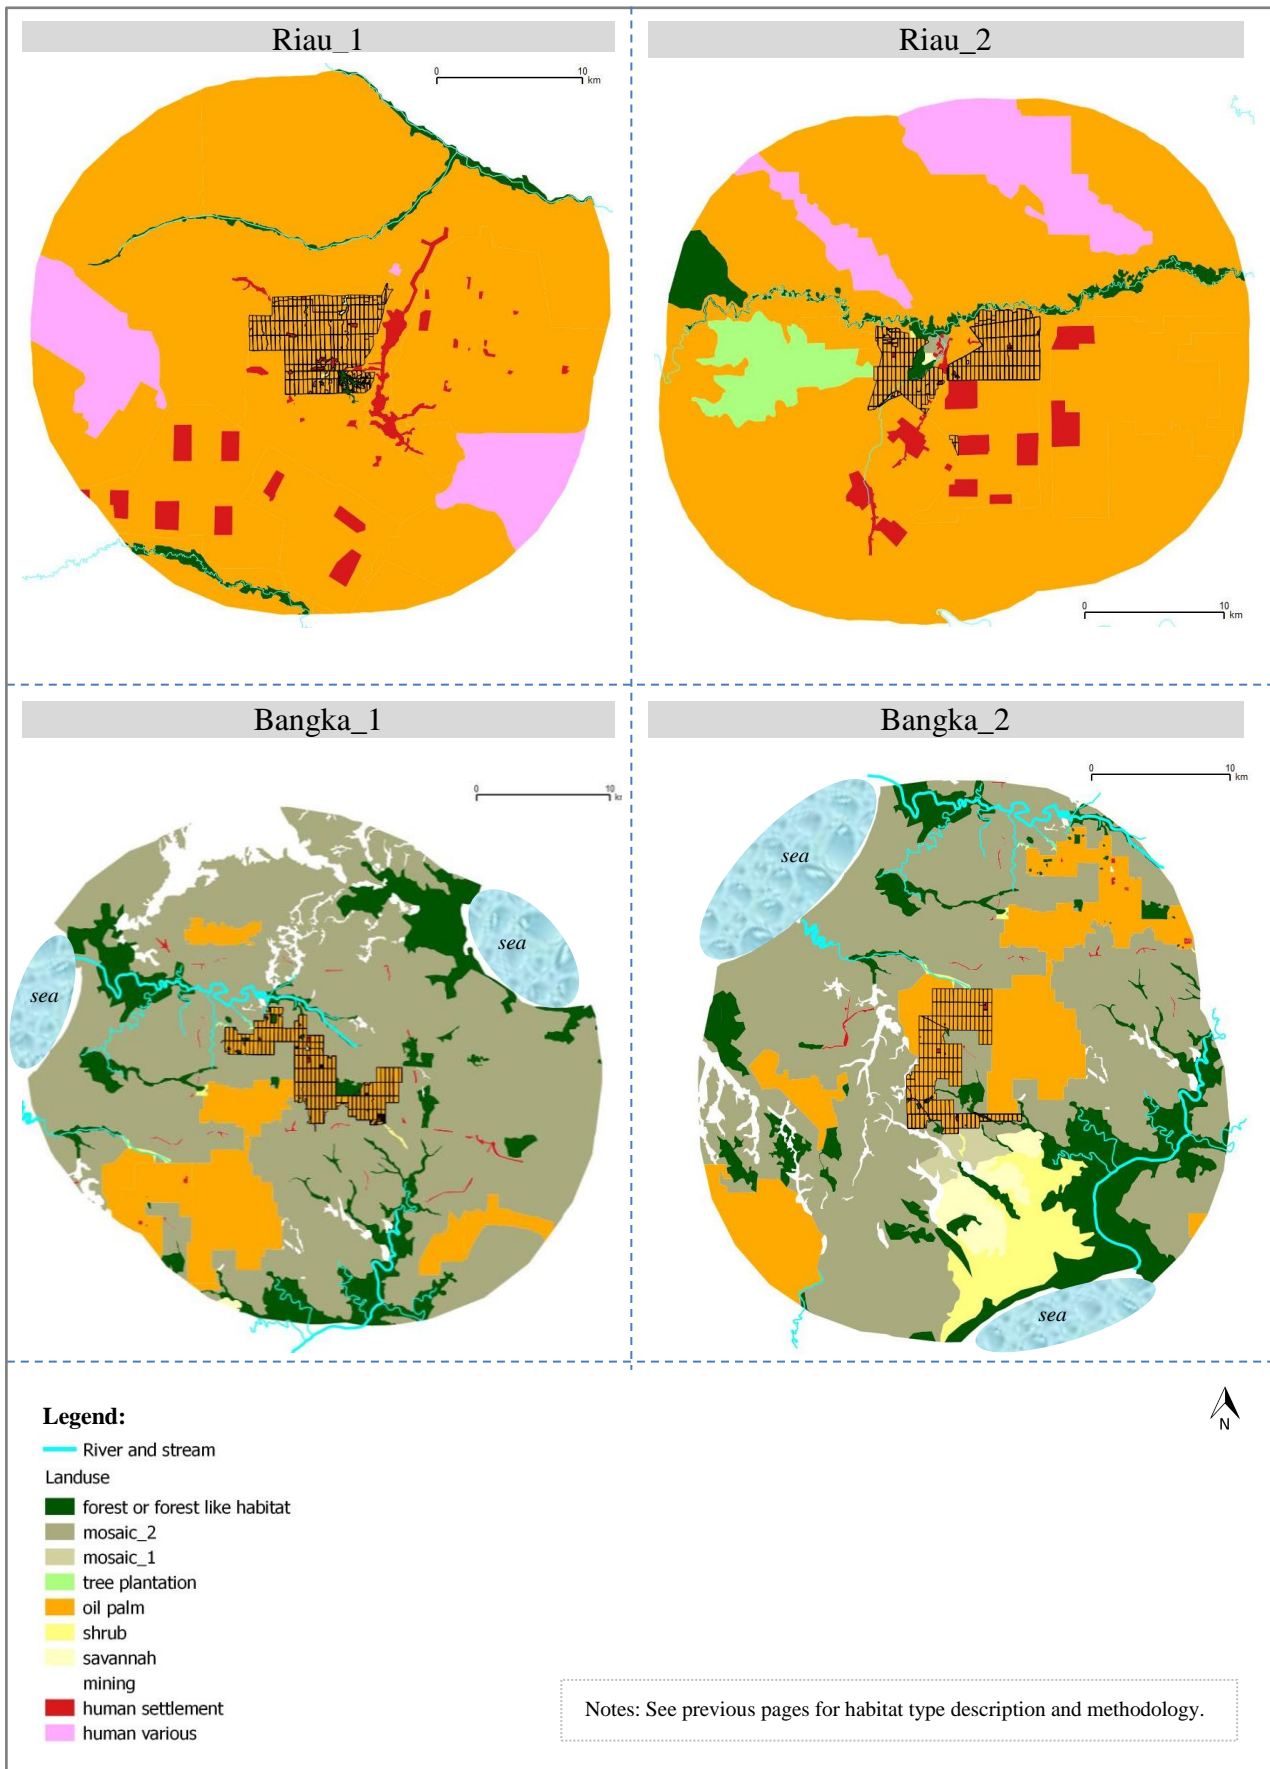 Riau_1
Riau_2
0 10
km
0 10
km
Bangka_1
Bangka_2
0 10
km
0 10
km
sea
sea
sea
sea
Legend:
River and stream
Landuse
forest or forest like habitat
mosaic_2
mosaic_1
tree plantation
oil palm
shrub
savannah
mining
human settlement
human various
N
Notes: See previous pages for habitat type description and methodology.